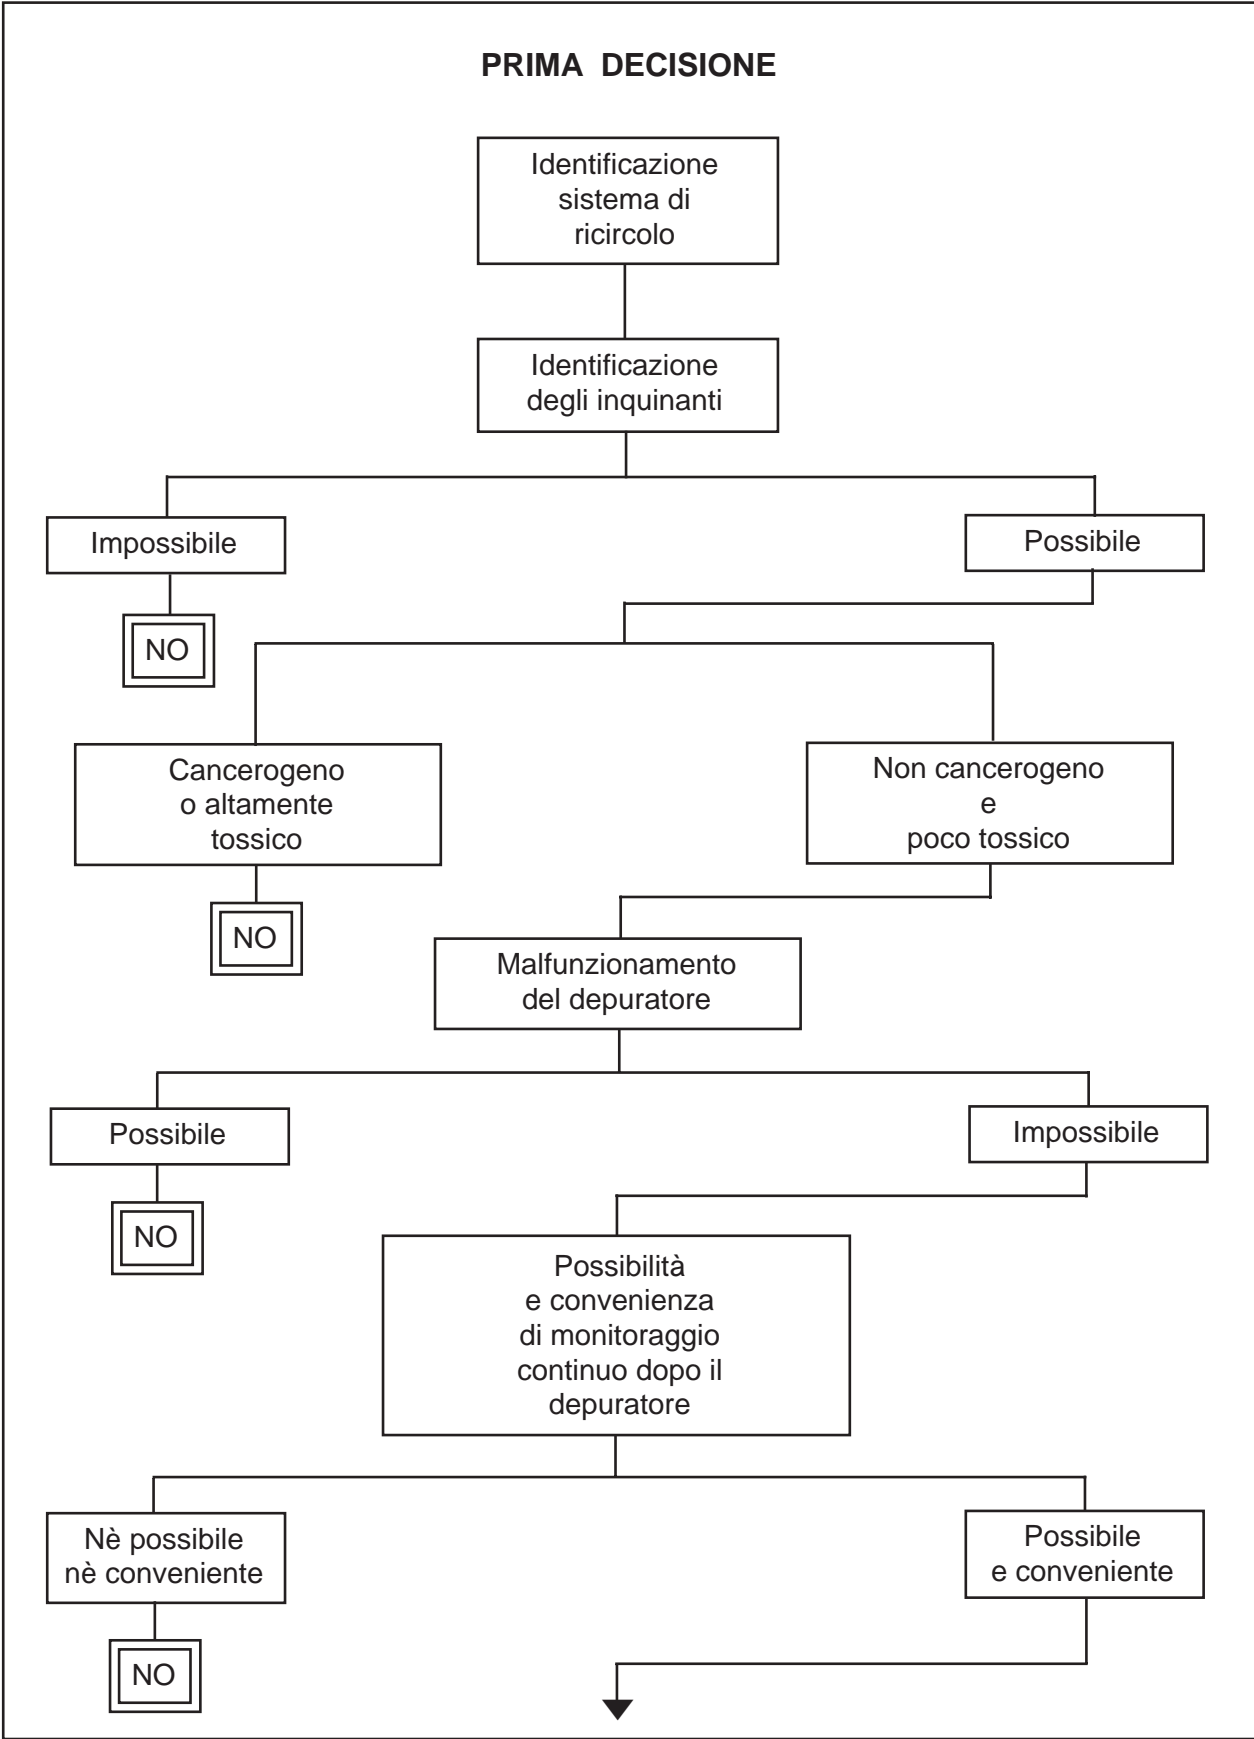 PRIMA DECISIONE
Identificazione
sistema di
ricircolo
Identificazione
degli inquinanti
Impossibile
Possibile
NO
Cancerogeno
o altamente
tossico
Non cancerogeno
e
poco tossico
NO
Malfunzionamento
del depuratore
Possibile
Impossibile
NO
Possibilità
e convenienza
di monitoraggio
continuo dopo il
depuratore
Nè possibile
nè conveniente
Possibile
e conveniente
NO